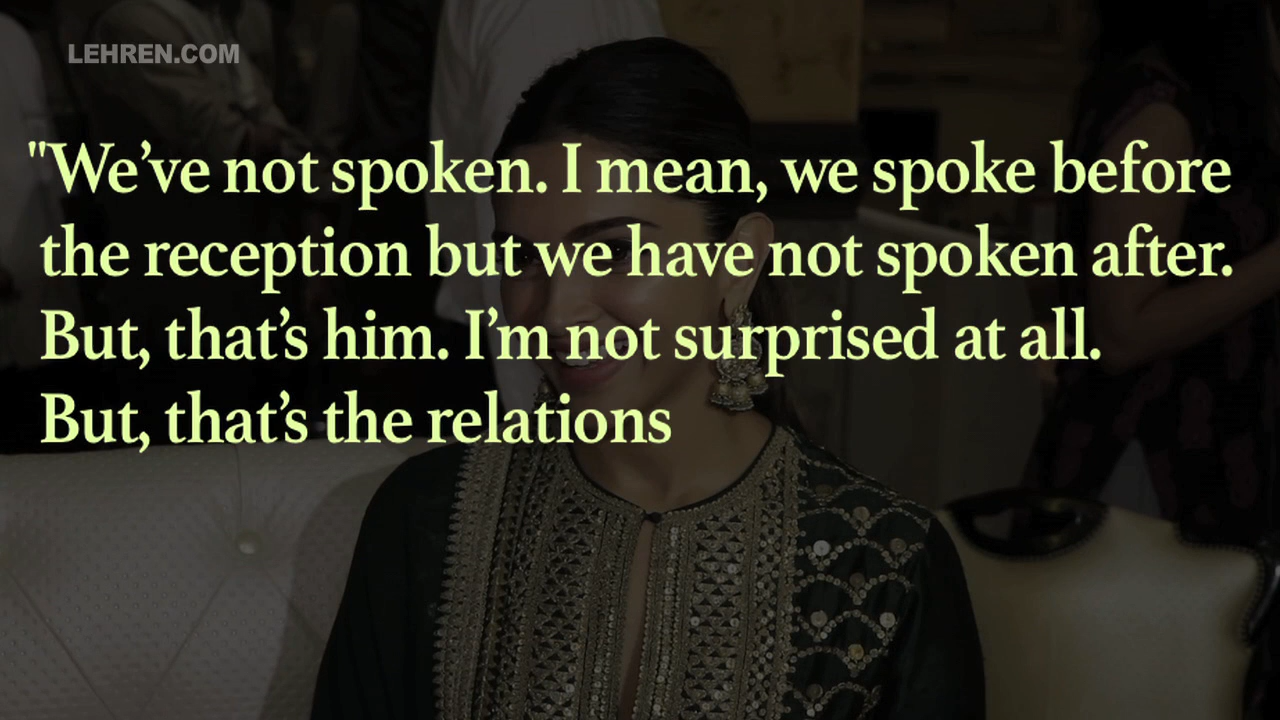 LEHREN.COM
"We’ve not spoken. I mean, we spoke before
the reception but we have not spoken after.
But, that’s him. I’m not surprised at all.
But, that’s the relations